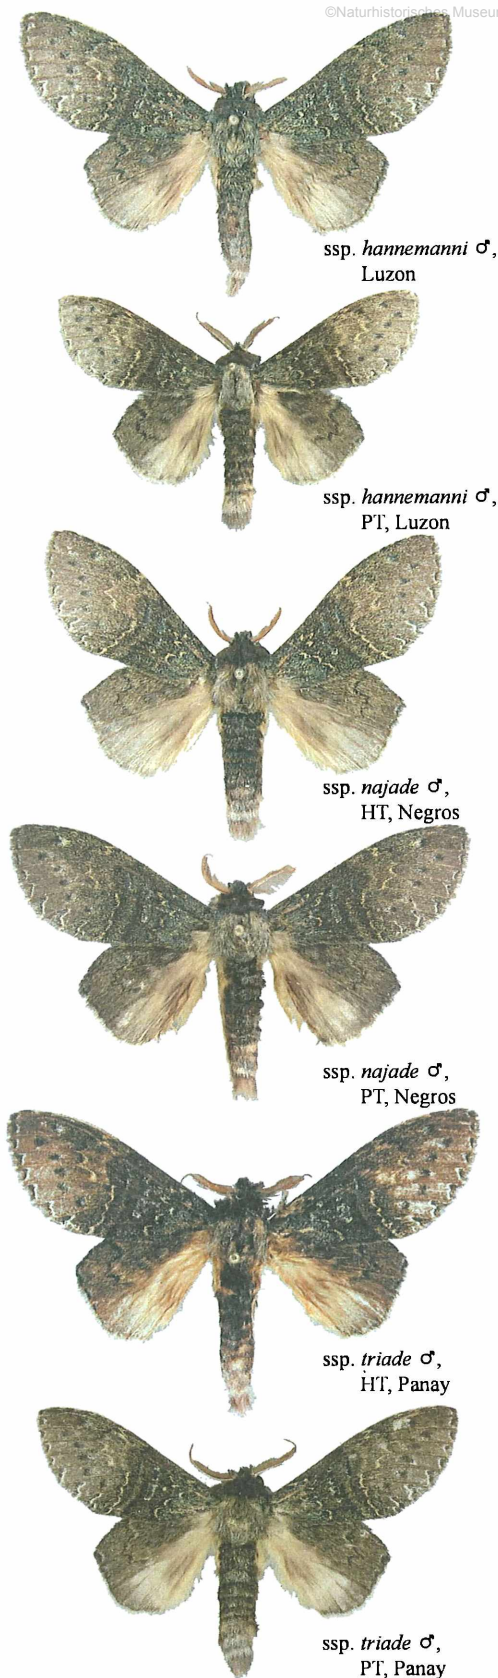 ©Naturhistorisches Museum
ssp. hannemanni ♂,
Luzon
ssp. hannemanni ♂,
PT, Luzon
ssp. najade ♂,
HT, Negros
ssp. najade ♂,
PT, Negros
ssp. triade ♂,
HT, Panay
ssp. triade ♂,
PT, Panay